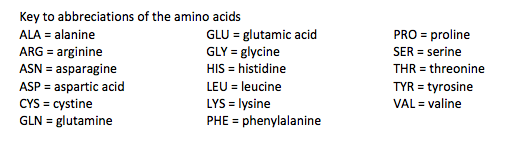 Key to abbreciations of the amino acids
ALA = alanine GLU = glutamic acid PRO = proline
ARG = arginine GLY = glycine SER = serine
ASN = asparagine HIS = histidine THR = threonine
ASP = aspartic acid LEU = leucine TYR = tyrosine
CYS = cystine LYS = lysine VAL = valine
GLN = glutamine PHE = phenylalanine